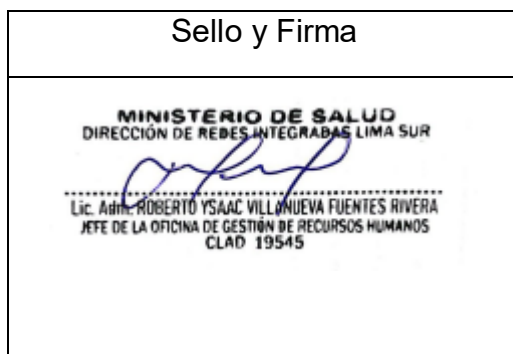 Sello y Firma
MINISTERIO DE SALUD
DIRECCIÓN DE REDES INTEGRADAS LIMA SUR
Lic. Adm. ROBERTO YSAAC VILLANUEVA FUENTES RIVERA
JEFE DE LA OFICINA DE GESTIÓN DE RECURSOS HUMANOS
CLAD 19545